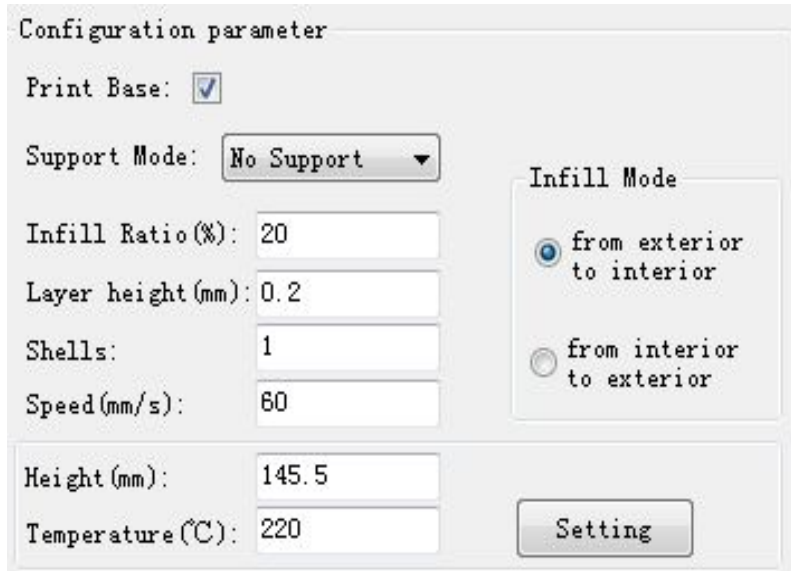 Configuration parameter
Print Base:
Support Mode: No Support
Infill Mode
Infill Ratio(%): 20
from exterior
to interior
Layer height(mm): 0.2
Shells: 1
from interior
to exterior
Speed(mm/s): 60
Height(mm): 145.5
Temperature(℃): 220
Setting